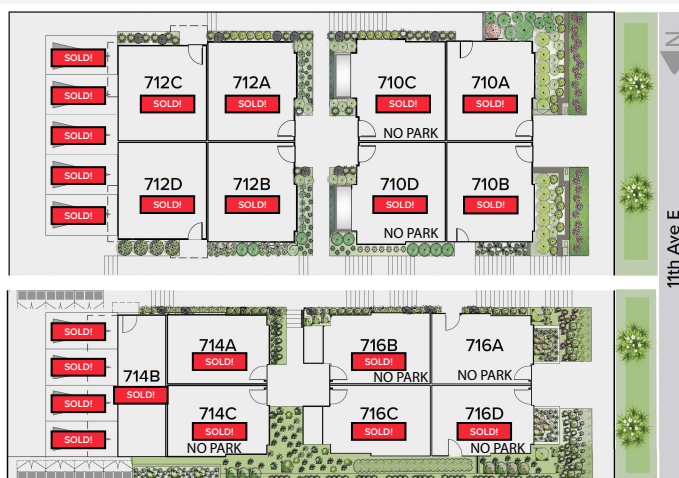 SOLD!
SOLD!
SOLD!
SOLD!
SOLD!
712C
SOLD!
712A
SOLD!
710C
SOLD!
NO PARK
710A
SOLD!
712D
SOLD!
712B
SOLD!
710D
SOLD!
NO PARK
710B
SOLD!
N
11th Ave E
SOLD!
SOLD!
SOLD!
SOLD!
714B
SOLD!
714A
SOLD!
716B
SOLD!
NO PARK
716A
NO PARK
714C
SOLD!
NO PARK
716C
SOLD!
716D
SOLD!
NO PARK